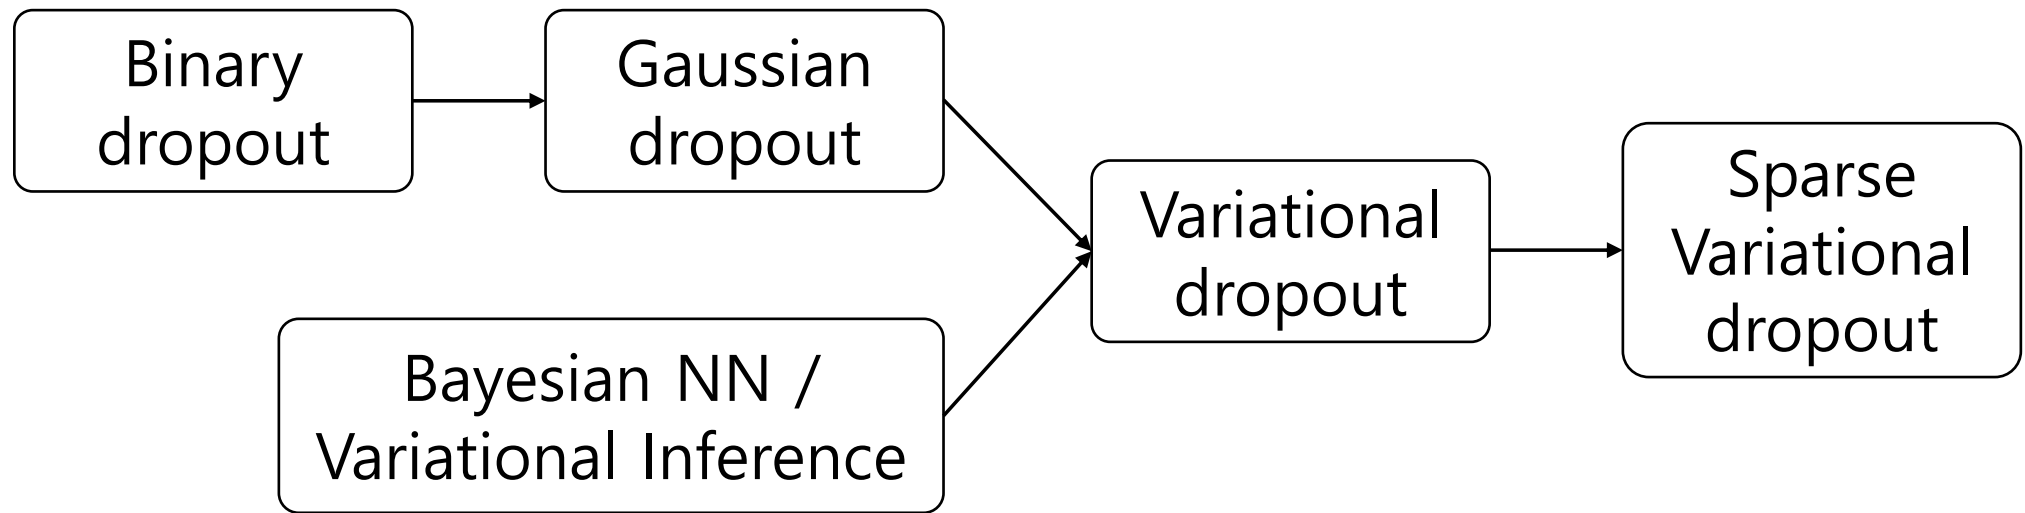 Binary
dropout
Gaussian
dropout
Bayesian NN /
Variational Inference
Variational
dropout
Sparse
Variational
dropout